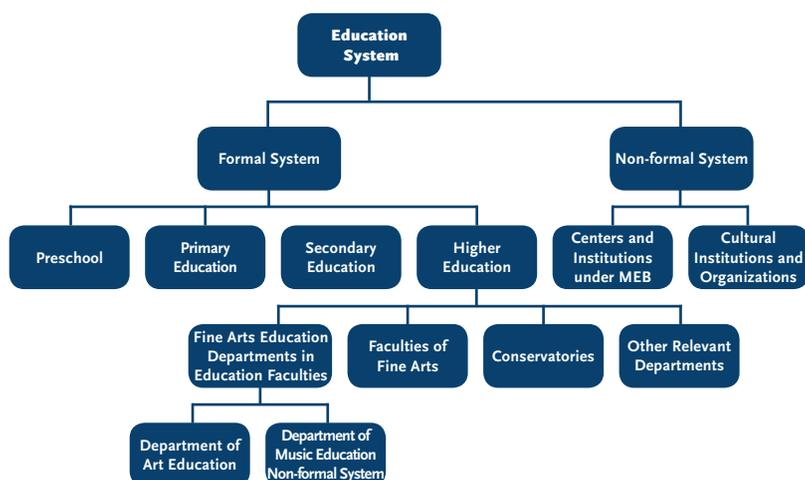 Education
System
Formal System
Non-formal System
Preschool
Primary
Education
Secondary
Education
Higher
Education
Centers and
Institutions
under MEB
Cultural
Institutions and
Organizations
Fine Arts Education
Departments in
Education Faculties
Faculties of
Fine Arts
Conservatories
Other Relevant
Departments
Department of
Art Education
Department of
Music Education
Non-formal System